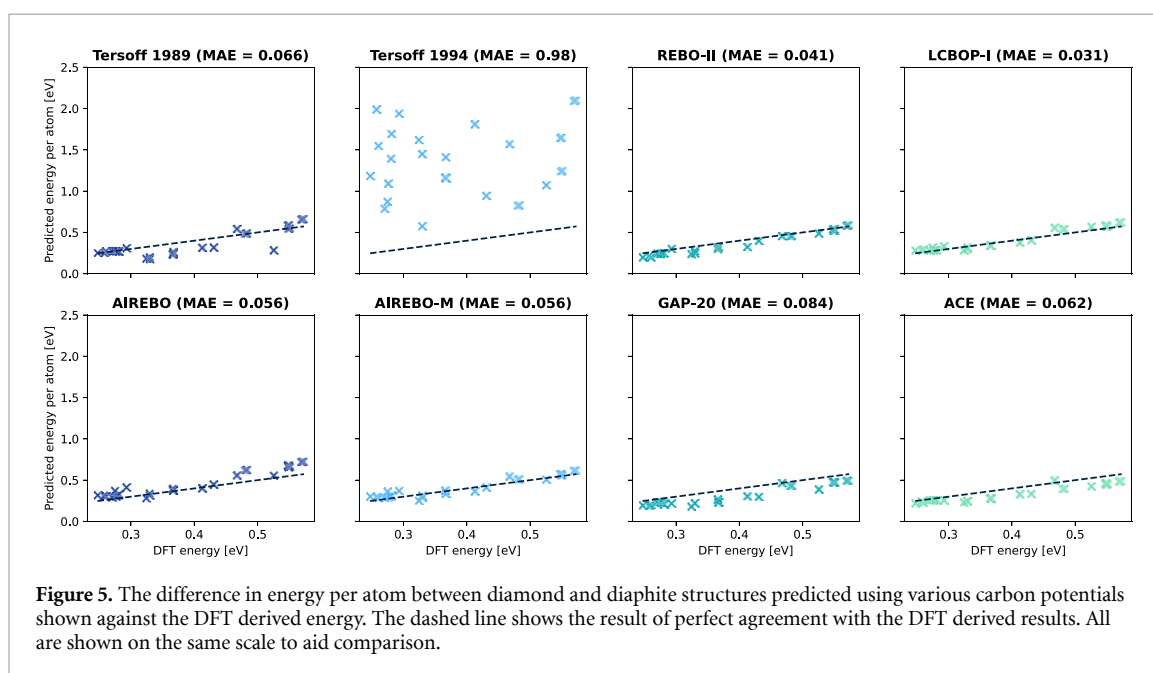 Tersoff 1989 (MAE = 0.066)
Tersoff 1994 (MAE = 0.98)
REBO-II (MAE = 0.041)
LCBOP-I (MAE = 0.031)
2.5
2.0
1.5
1.0
0.5
0.0
Predicted energy per atom [eV]
AIREBO (MAE = 0.056)
AIREBO-M (MAE = 0.056)
GAP-20 (MAE = 0.084)
ACE (MAE = 0.062)
2.5
2.0
1.5
1.0
0.5
0.0
Predicted energy per atom [eV]
0.3 0.4 0.5
0.3 0.4 0.5
0.3 0.4 0.5
0.3 0.4 0.5
DFT energy [eV]
DFT energy [eV]
DFT energy [eV]
DFT energy [eV]
Figure 5. The difference in energy per atom between diamond and diaphite structures predicted using various carbon potentials
shown against the DFT derived energy. The dashed line shows the result of perfect agreement with the DFT derived results. All
are shown on the same scale to aid comparison.